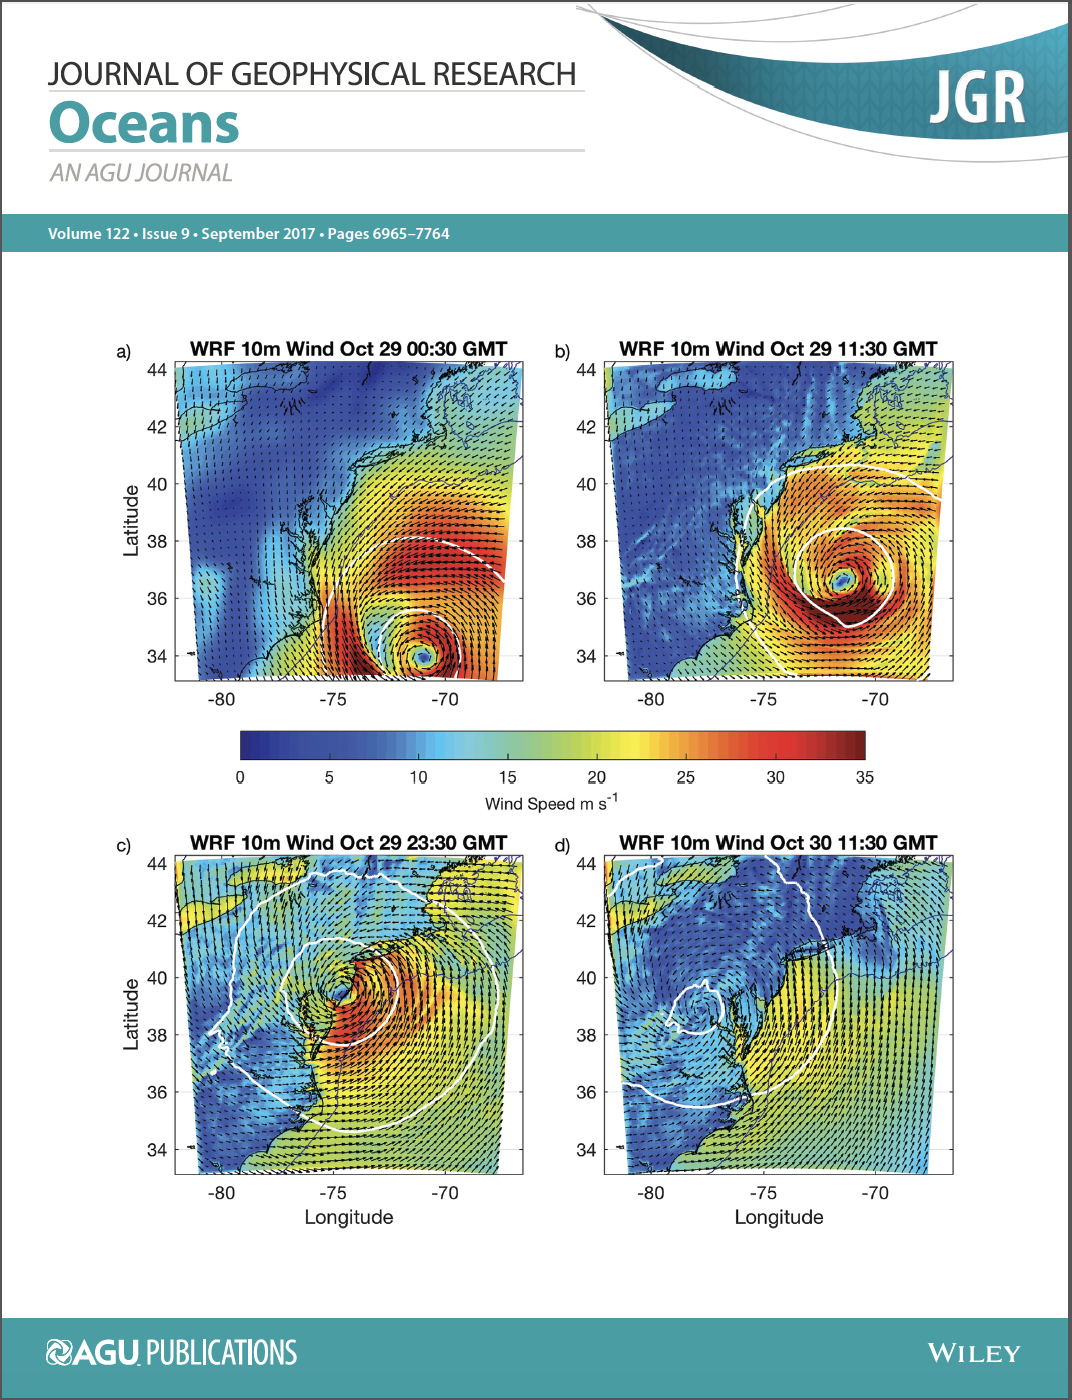 JOURNAL OF GEOPHYSICAL RESEARCH
Oceans
AN AGU JOURNAL
JGR
Volume 122 • Issue 9 • September 2017 • Pages 6965–7764
a)
WRF 10m Wind Oct 29 00:30 GMT
44
42
40
38
36
34
Latitude
-80
-75
-70
b)
WRF 10m Wind Oct 29 11:30 GMT
44
42
40
38
36
34
-80
-75
-70
0
5
10
15
20
25
30
35
Wind Speed m s-1
c)
WRF 10m Wind Oct 29 23:30 GMT
44
42
40
38
36
34
Latitude
-80
-75
-70
Longitude
d)
WRF 10m Wind Oct 30 11:30 GMT
44
42
40
38
36
34
-80
-75
-70
Longitude
AGU PUBLICATIONS
WILEY